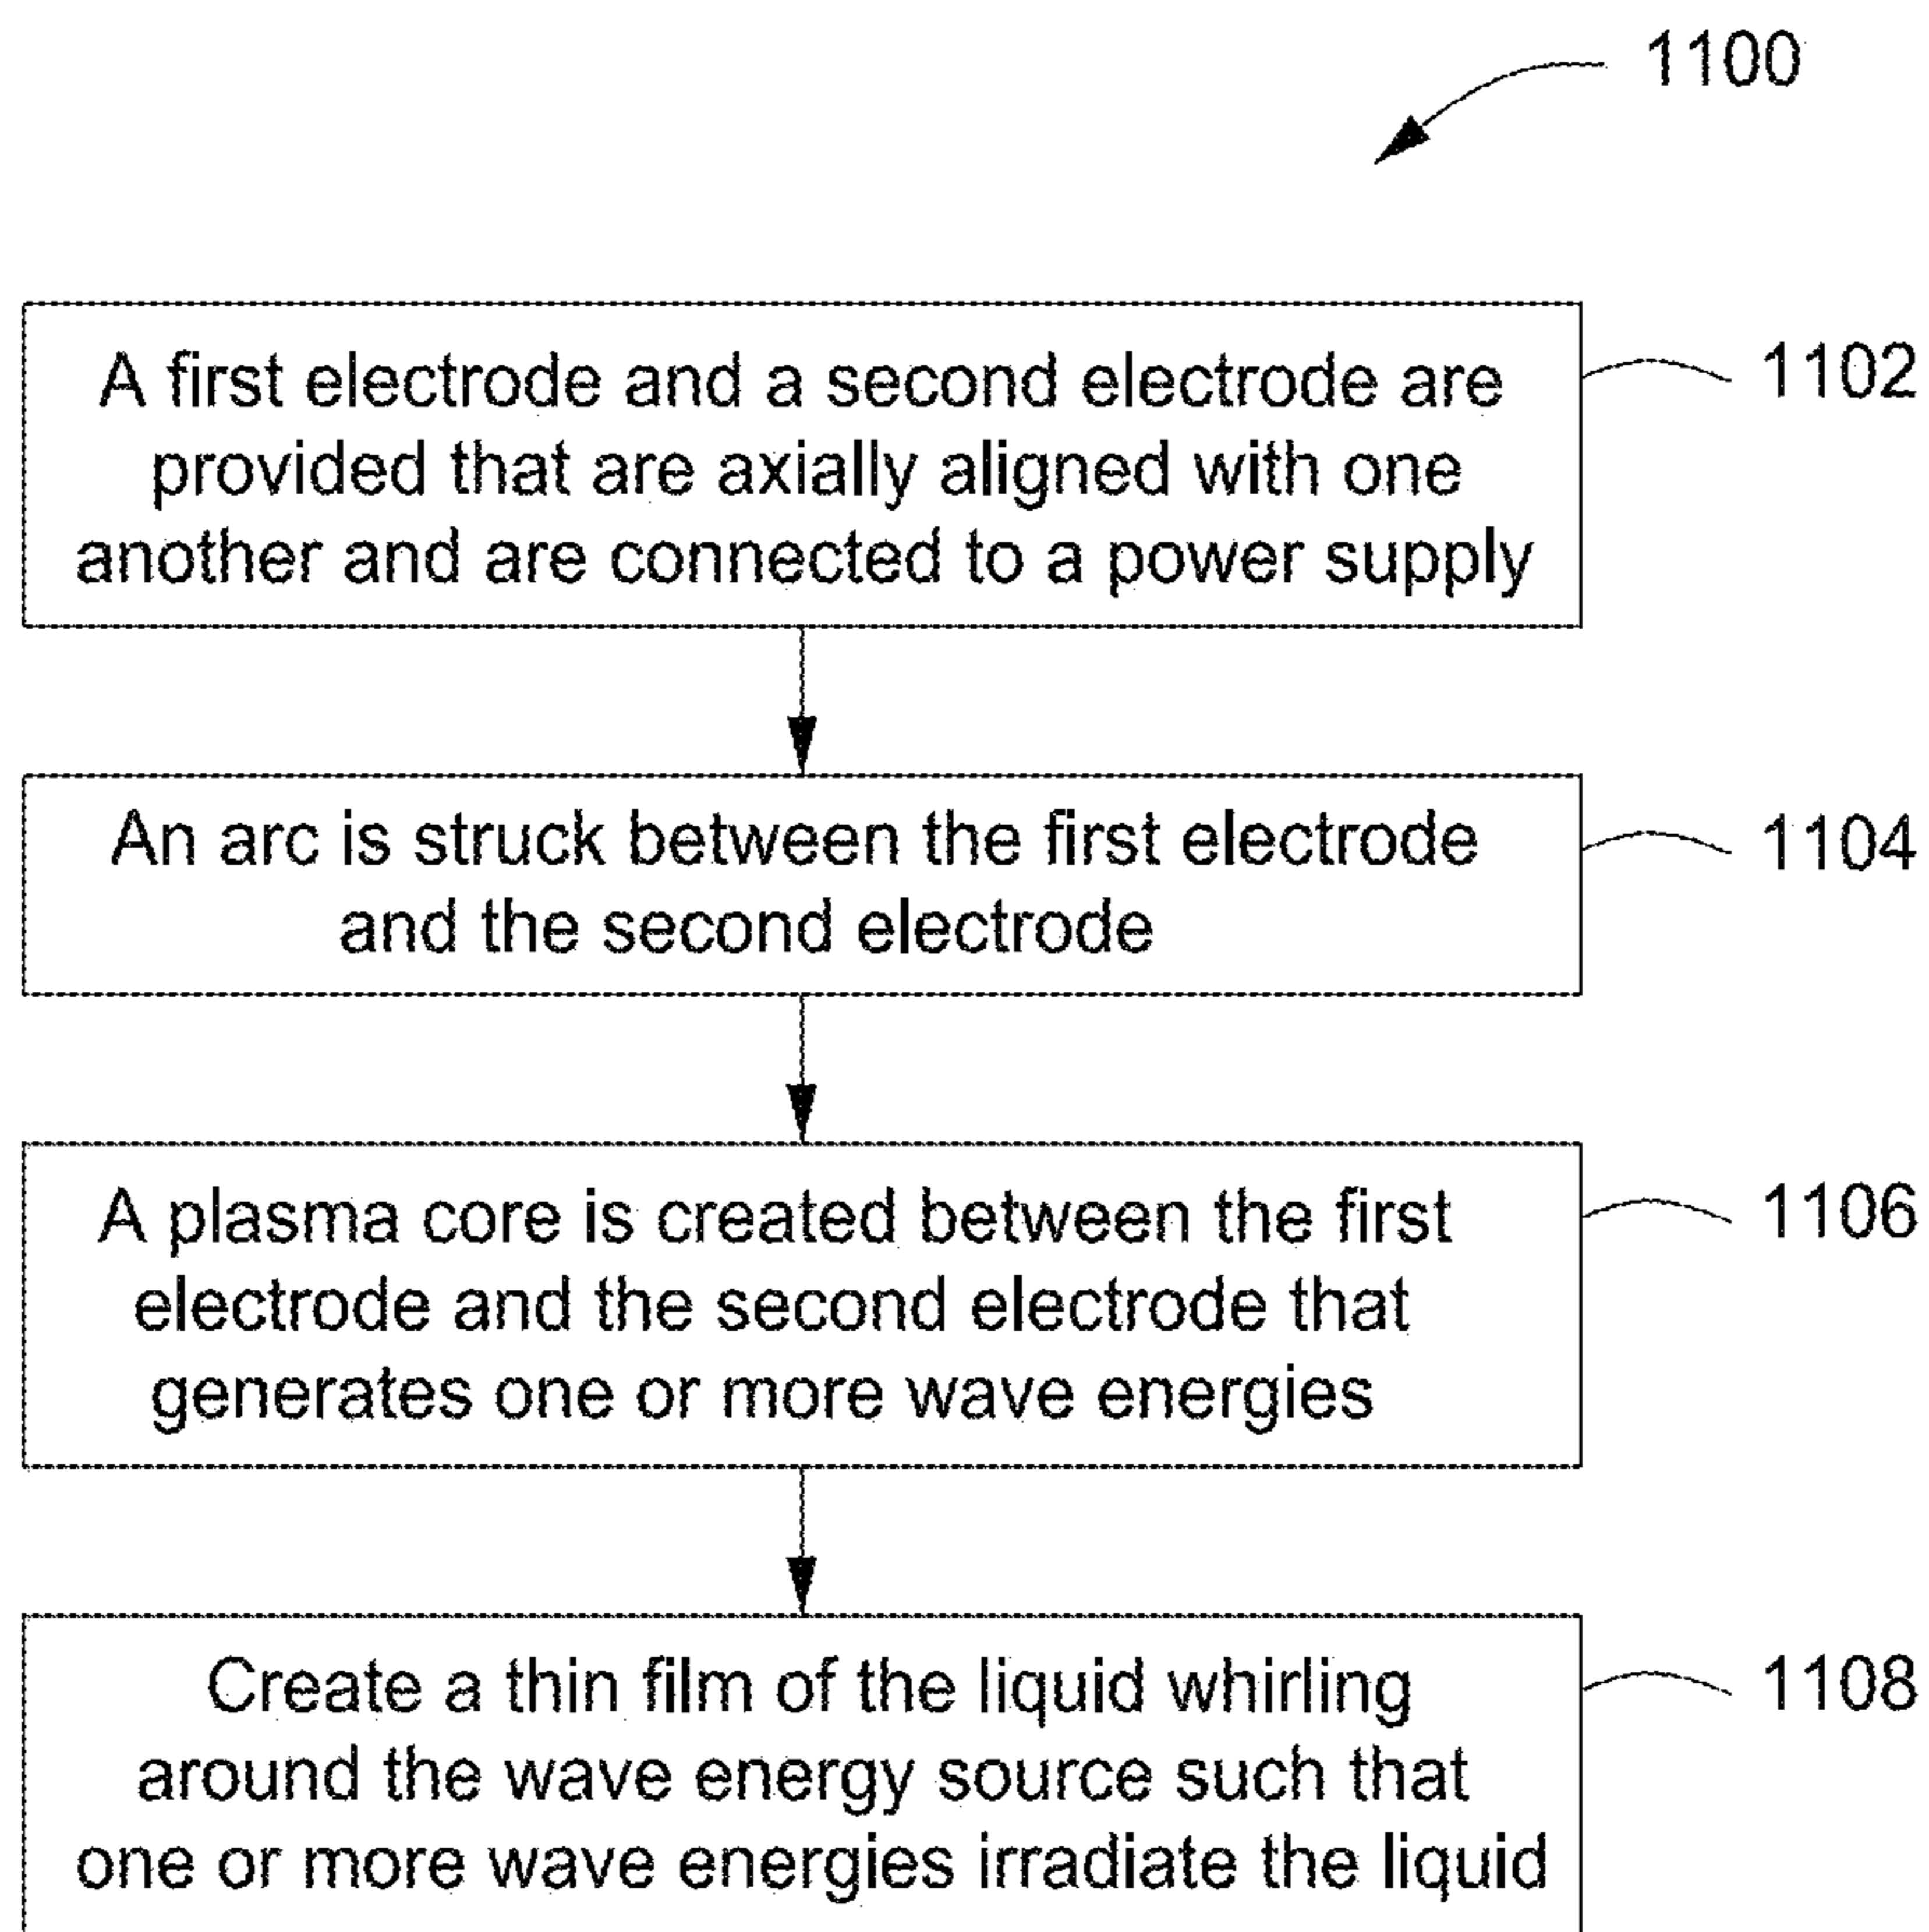 1100
A first electrode and a second electrode are
provided that are axially aligned with one
another and are connected to a power supply
1102
An arc is struck between the first electrode
and the second electrode
1104
A plasma core is created between the first
electrode and the second electrode that
generates one or more wave energies
1106
Create a thin film of the liquid whirling
around the wave energy source such that
one or more wave energies irradiate the liquid
1108